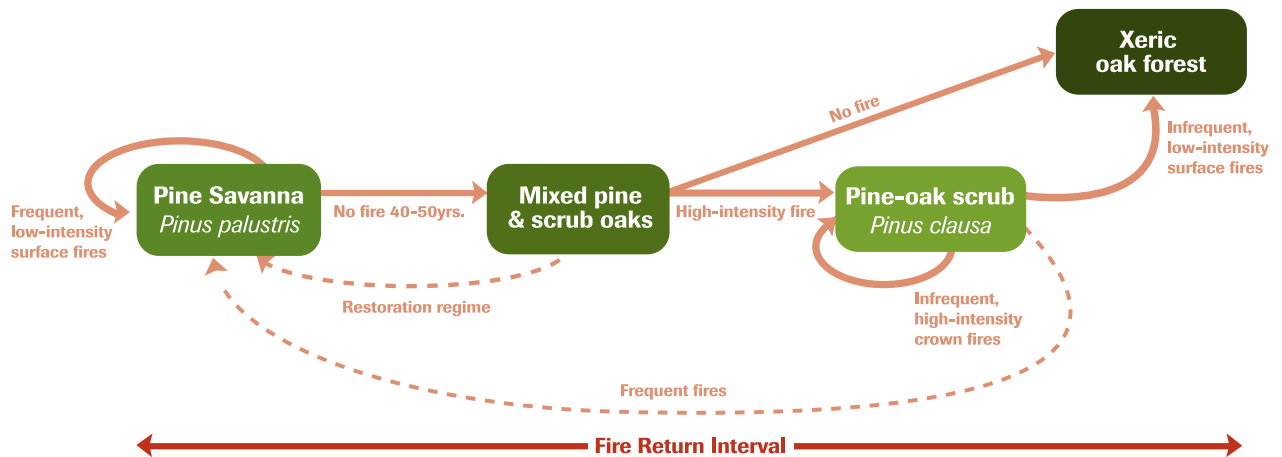 Xeric
oak forest
No fire
Infrequent,
low-intensity
surface fires
Pine Savanna
Pinus palustris
Frequent,
low-intensity
surface fires
No fire 40-50yrs.
Mixed pine
& scrub oaks
High-intensity fire
Pine-oak scrub
Pinus clausa
Restoration regime
Infrequent,
high-intensity
crown fires
Frequent fires
Fire Return Interval